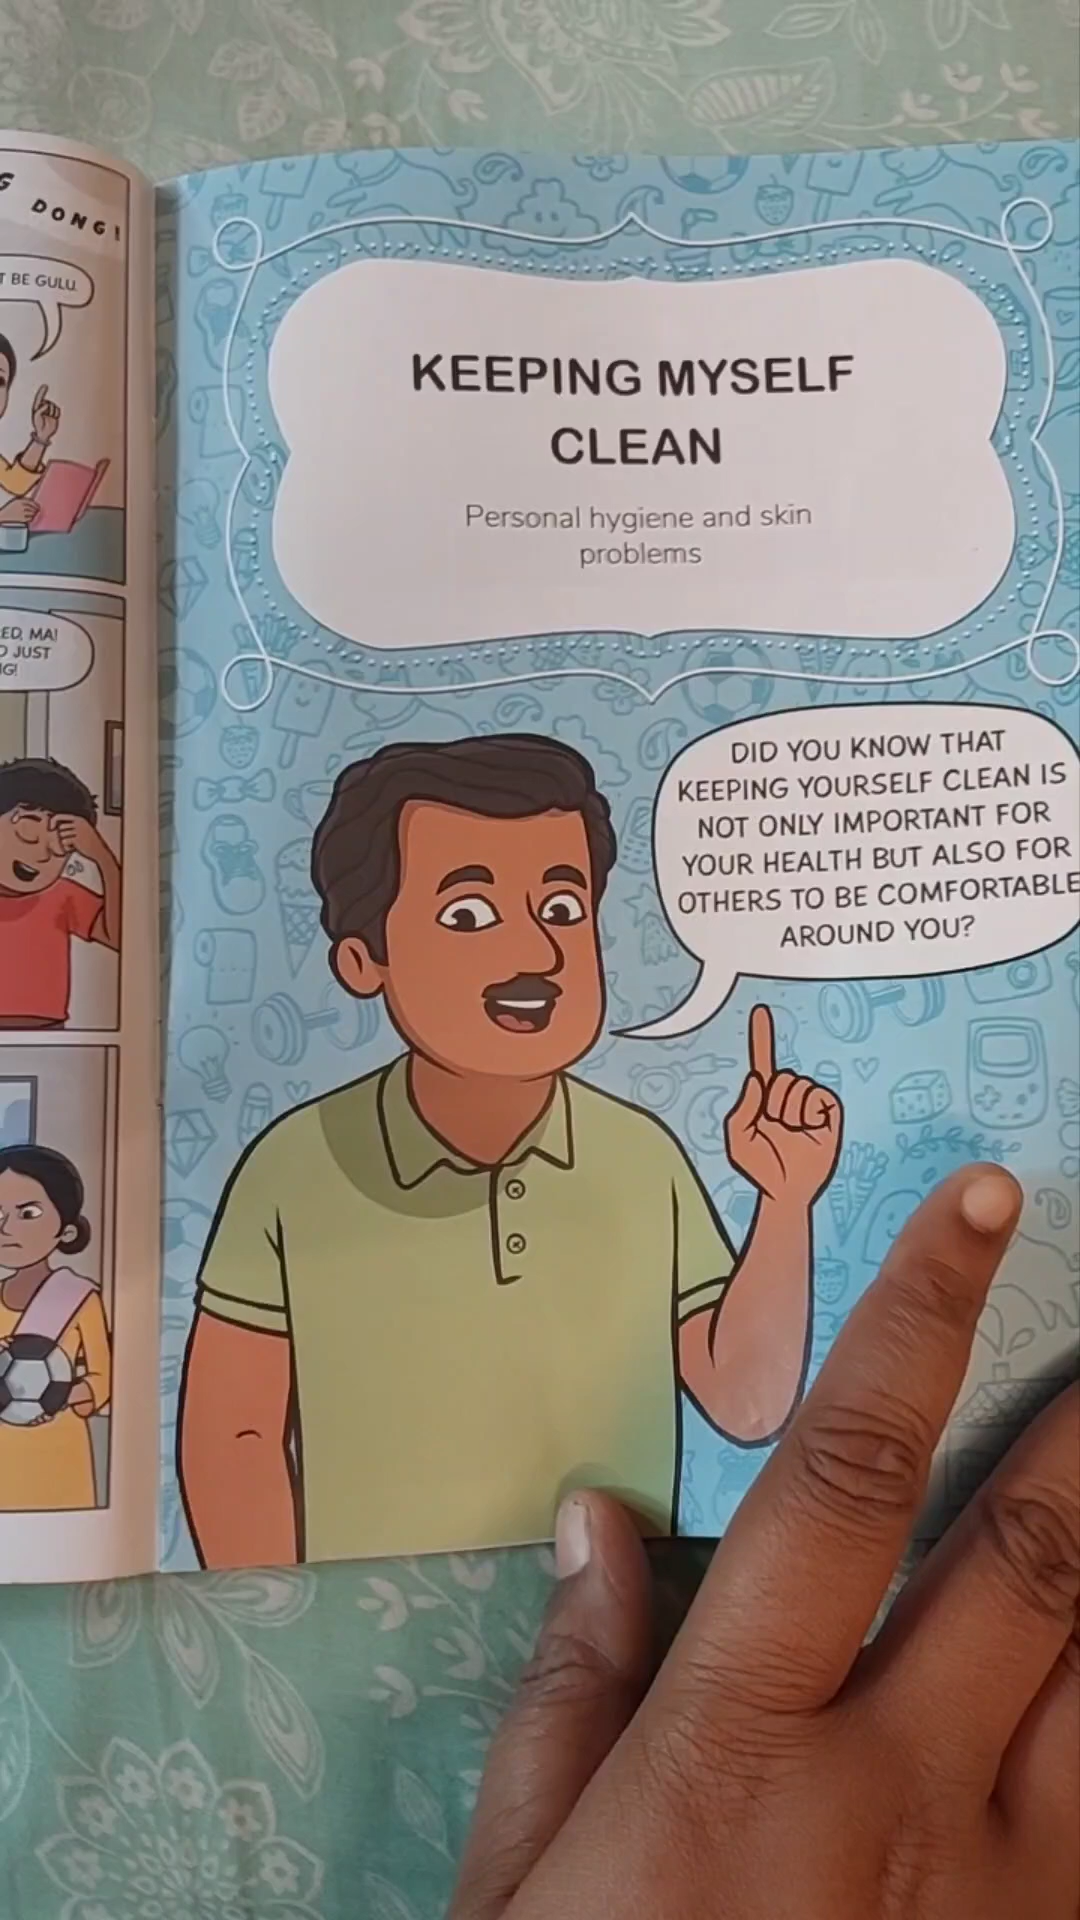 DONG!
BE GULU.
MA!
JUST
KEEPING MYSELF
CLEAN
Personal hygiene and skin
problems
DID YOU KNOW THAT
KEEPING YOURSELF CLEAN IS
NOT ONLY IMPORTANT FOR
YOUR HEALTH BUT ALSO FOR
OTHERS TO BE COMFORTABLE
AROUND YOU?